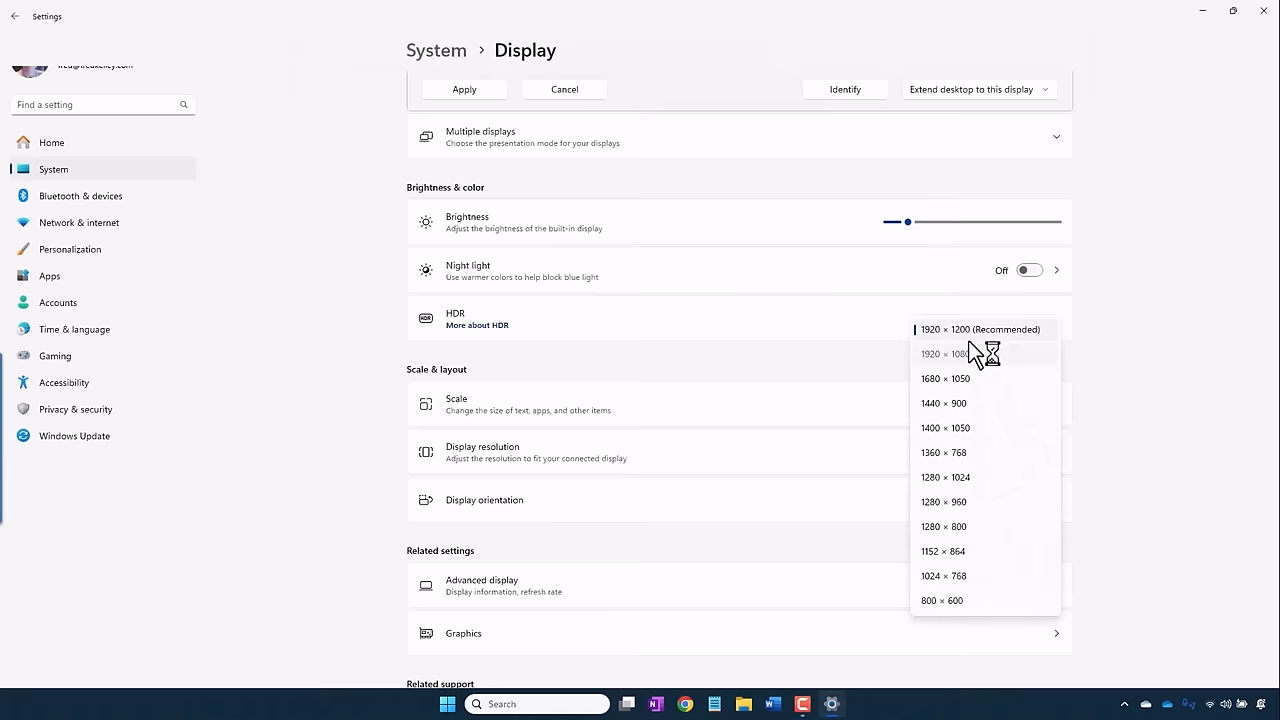 Settings
System > Display
fred@fredkelley.com
Find a setting
Home
System
Bluetooth & devices
Network & internet
Personalization
Apps
Accounts
Time & language
Gaming
Accessibility
Privacy & security
Windows Update
Apply
Cancel
Identify
Extend desktop to this display
Multiple displays
Choose the presentation mode for your displays
Brightness & color
Brightness
Adjust the brightness of the built-in display
Night light
Use warmer colors to help block blue light
Off
HDR
HDR
More about HDR
Scale & layout
Scale
Change the size of text, apps, and other items
Display resolution
Adjust the resolution to fit your connected display
Display orientation
1920 × 1200 (Recommended)
1920 × 1080
1680 × 1050
1440 × 900
1400 × 1050
1360 × 768
1280 × 1024
1280 × 960
1280 × 800
1152 × 864
1024 × 768
800 × 600
Related settings
Advanced display
Display information, refresh rate
Graphics
Related support
Search